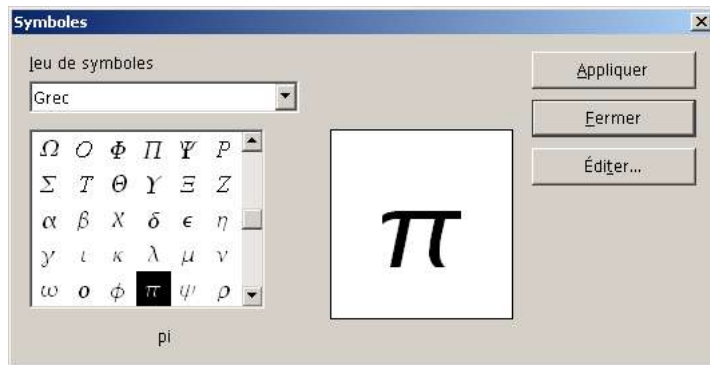 Symboles
Jeu de symboles
Grec
Ω O Φ Π Ψ P
Σ T Θ Υ Ξ Z
α β χ δ ϵ η
γ ι κ λ μ ν
ω ο ϕ π ψ ρ
pi
π
Appliquer
Fermer
Éditer...